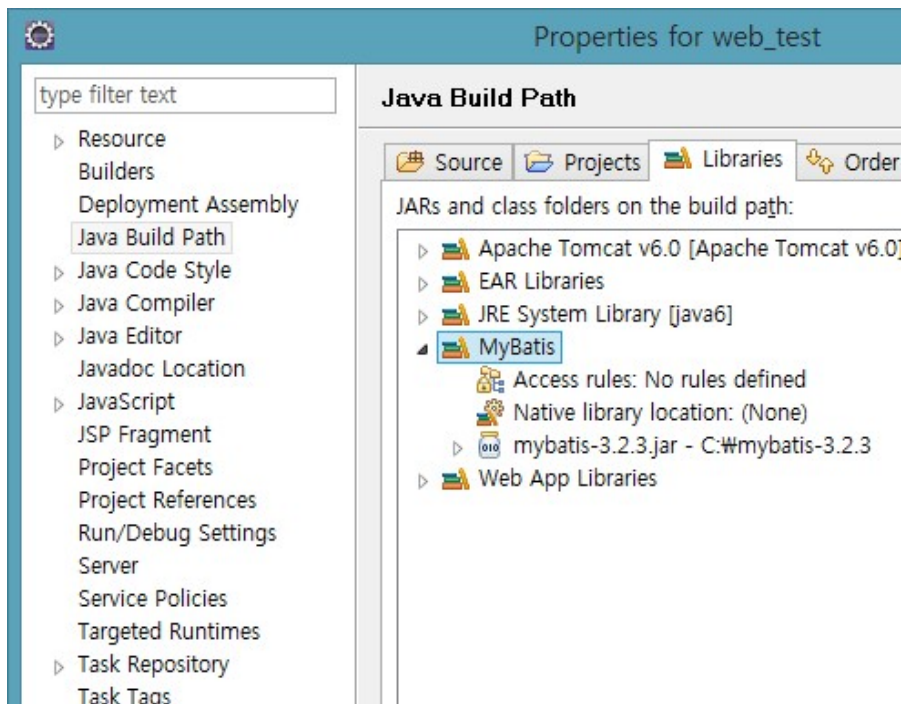 Properties for web_test
type filter text
Resource
Builders
Deployment Assembly
Java Build Path
Java Code Style
Java Compiler
Java Editor
Javadoc Location
JavaScript
JSP Fragment
Project Facets
Project References
Run/Debug Settings
Server
Service Policies
Targeted Runtimes
Task Repository
Task Tags
Java Build Path
Source Projects Libraries Order
JARs and class folders on the build path:
Apache Tomcat v6.0 [Apache Tomcat v6.0]
EAR Libraries
JRE System Library [java6]
MyBatis
Access rules: No rules defined
Native library location: (None)
010 mybatis-3.2.3.jar - C:₩mybatis-3.2.3
Web App Libraries